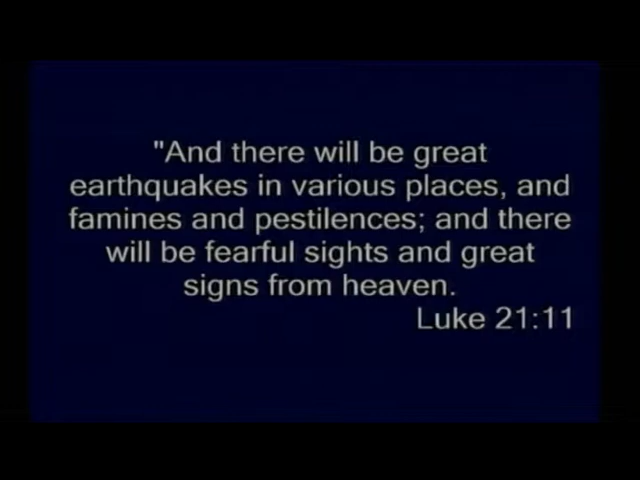 "And there will be great
earthquakes in various places, and
famines and pestilences; and there
will be fearful sights and great
signs from heaven.
Luke 21:11